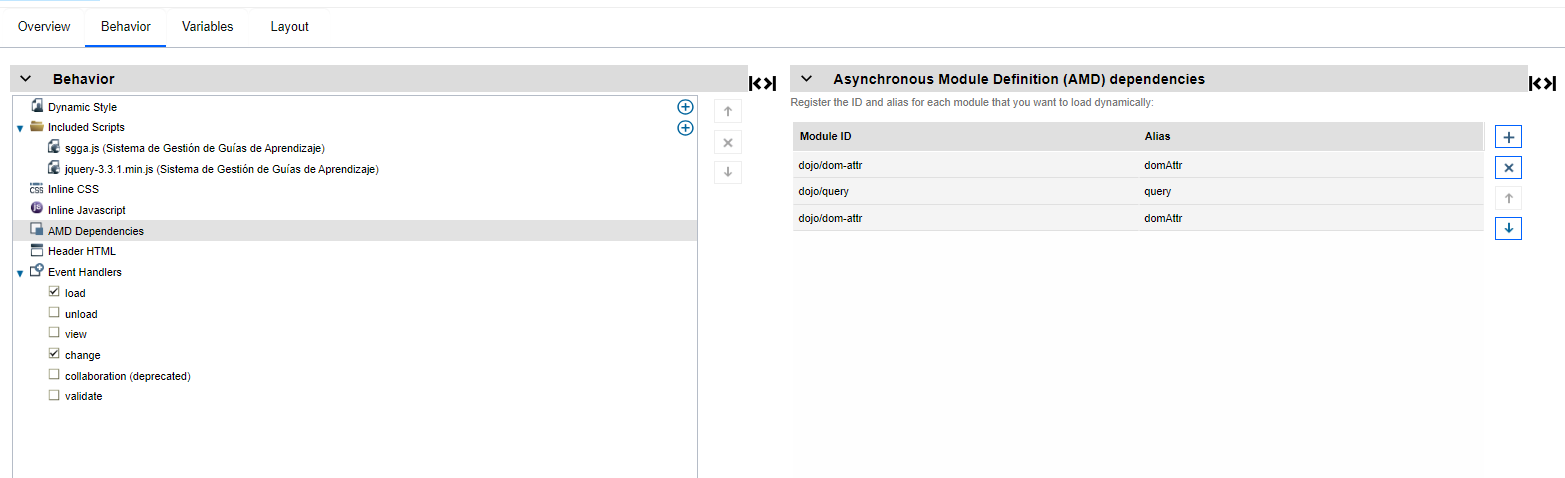 Overview Behavior Variables Layout
Behavior
Dynamic Style
Included Scripts
sgga.js (Sistema de Gestión de Guías de Aprendizaje)
jquery-3.3.1.min.js (Sistema de Gestión de Guías de Aprendizaje)
Inline CSS
Inline Javascript
AMD Dependencies
Header HTML
Event Handlers
load
unload
view
change
collaboration (deprecated)
validate
Asynchronous Module Definition (AMD) dependencies
Register the ID and alias for each module that you want to load dynamically:
Module ID Alias
dojo/dom-attr domAttr
dojo/query query
dojo/dom-attr domAttr